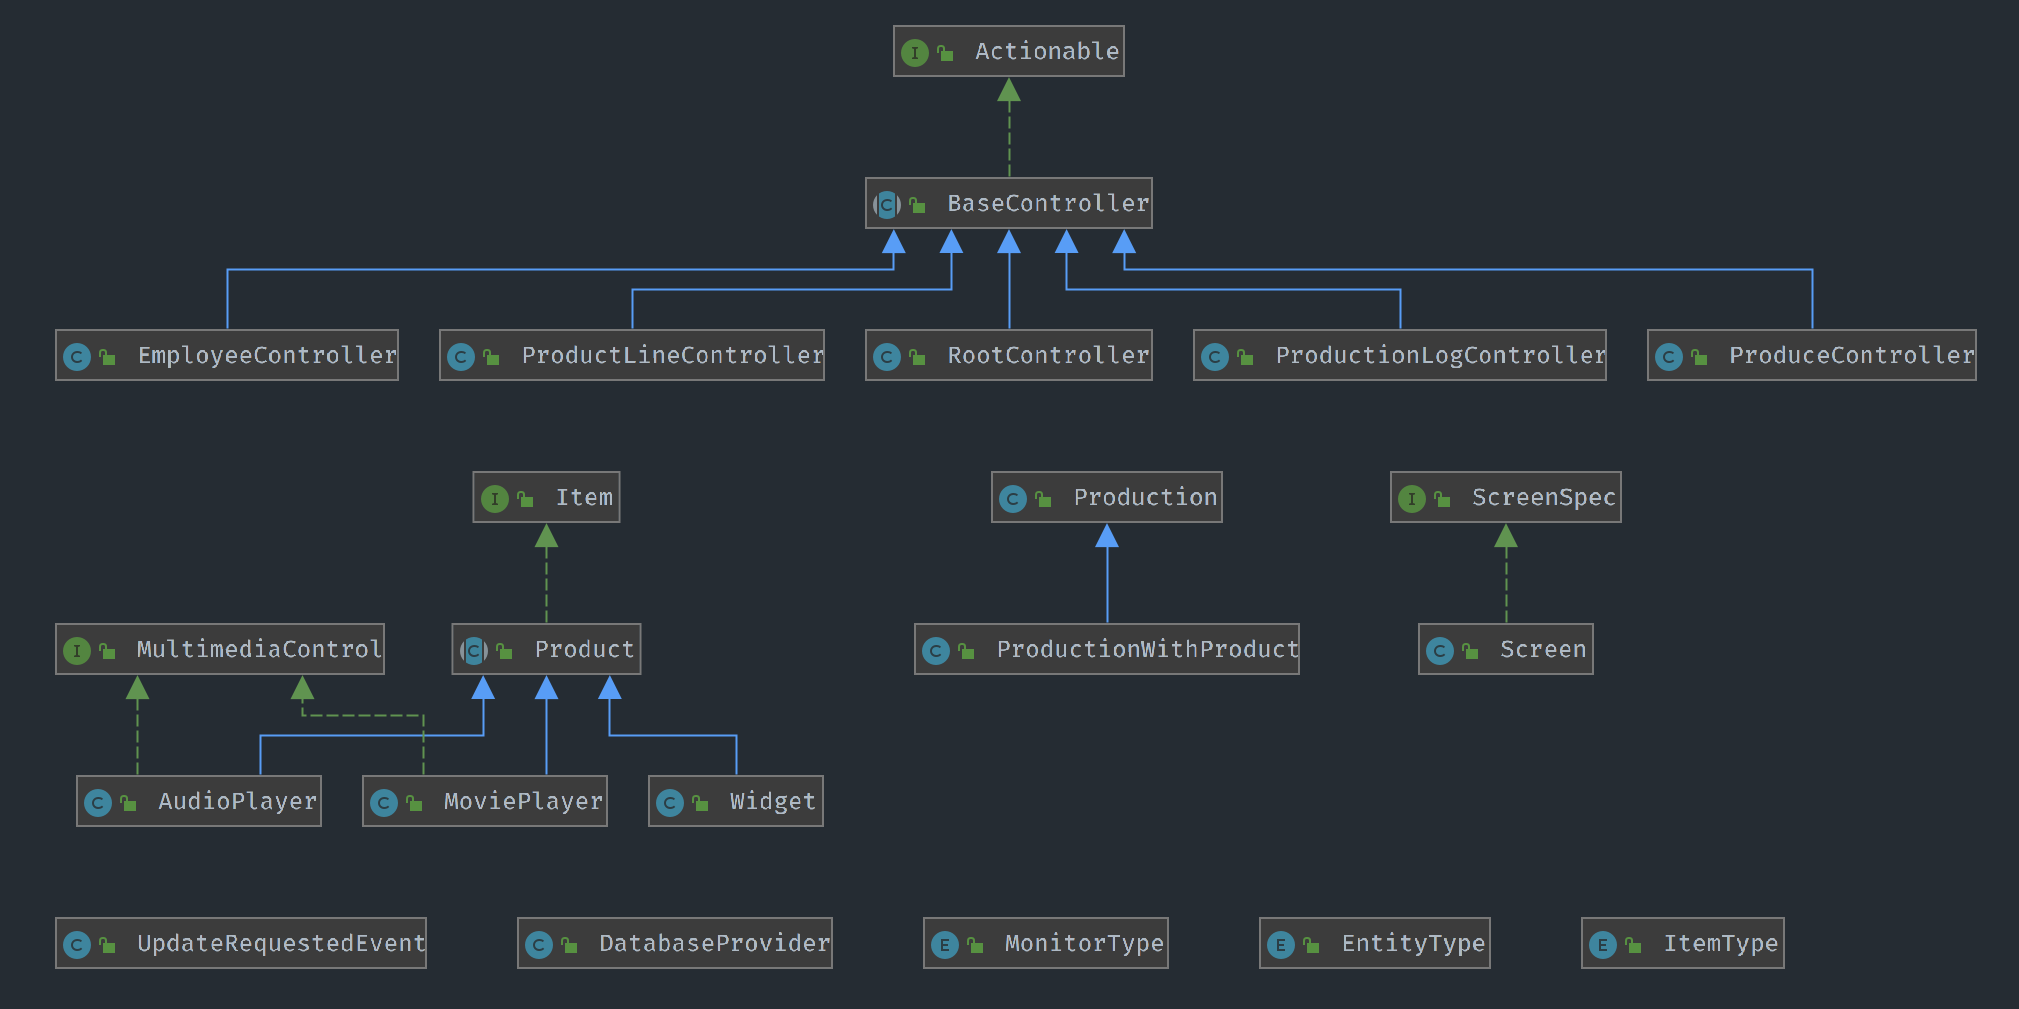 I Actionable
C BaseController
C EmployeeController
C ProductLineController
C RootController
C ProductionLogController
C ProduceController
I Item
C Production
I ScreenSpec
I MultimediaControl
C Product
C ProductionWithProduct
C Screen
C AudioPlayer
C MoviePlayer
C Widget
C UpdateRequestedEvent
C DatabaseProvider
E MonitorType
E EntityType
E ItemType